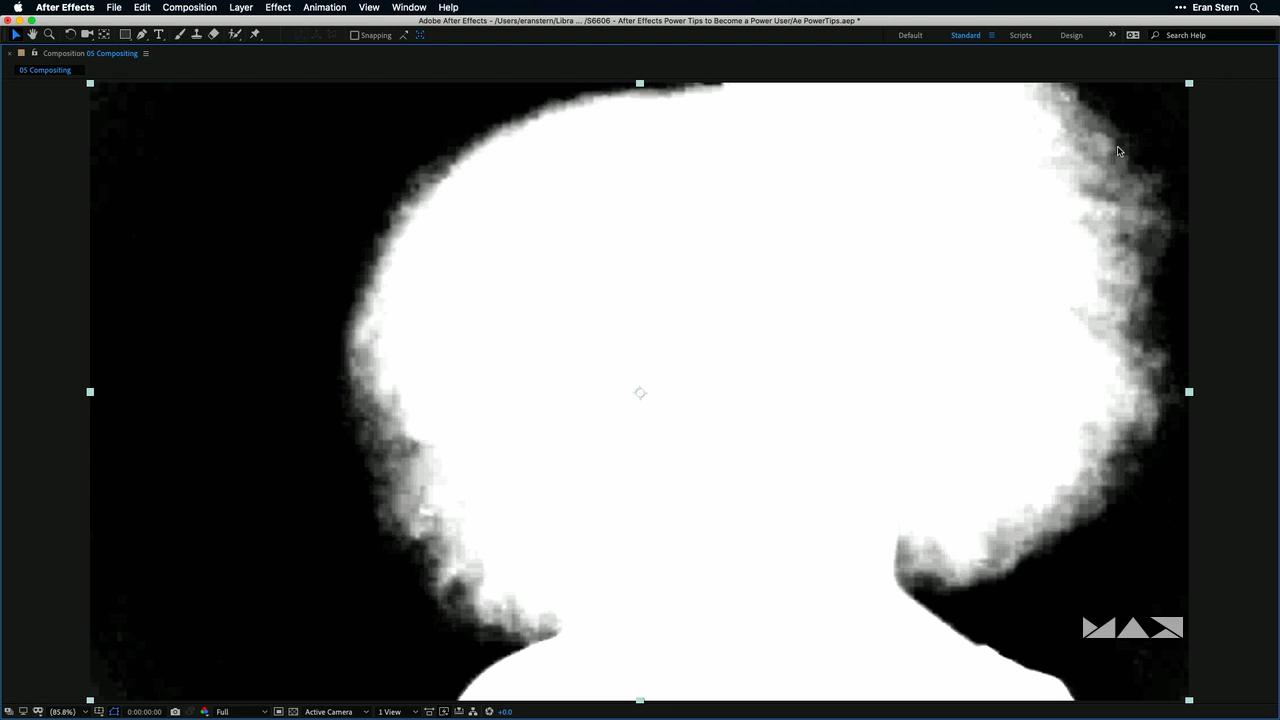 After Effects File Edit Composition Layer Effect Animation View Window Help ••• Eran Stern
Adobe After Effects - /Users/eranstern/Libra ... /S6606 - After Effects Power Tips to Become a Power User/Ae PowerTips.aep *
Snapping Default Standard Scripts Design » Search Help
× Composition 05 Compositing
05 Compositing
MAX
(85.8%) 0:00:00:00 Full Active Camera 1 View +0.0